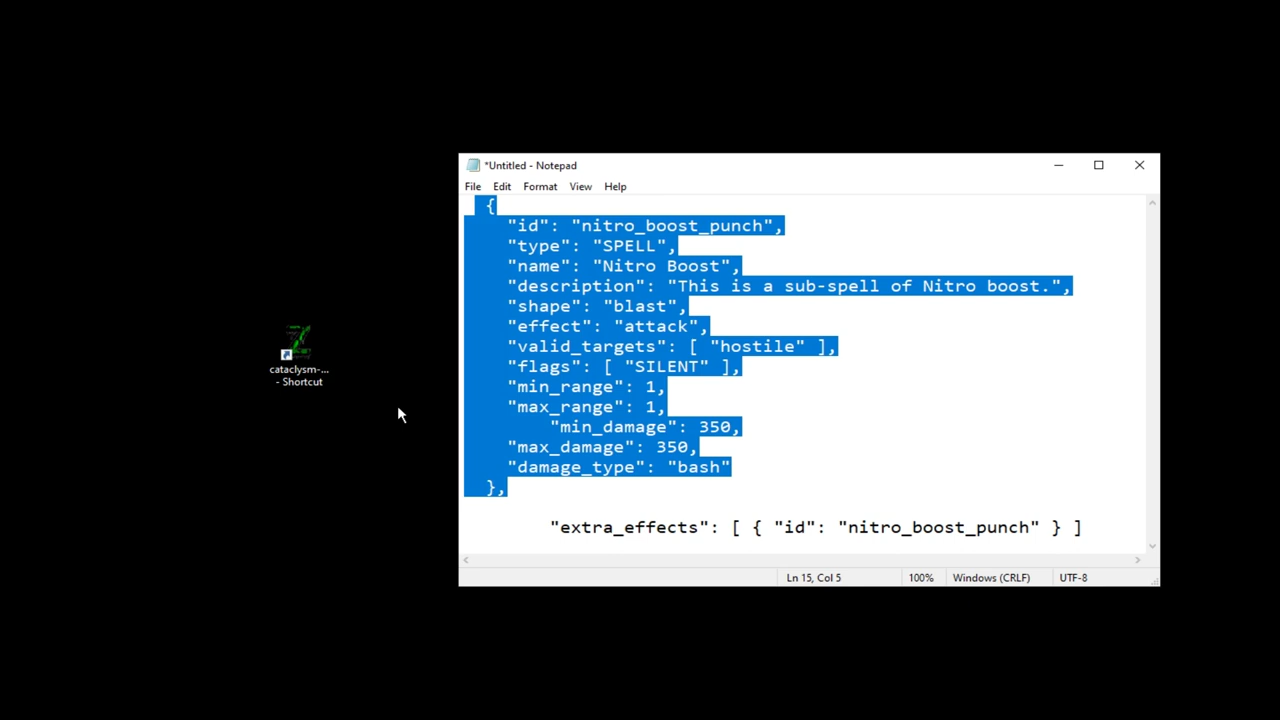 *Untitled - Notepad
File Edit Format View Help
{
"id": "nitro_boost_punch",
"type": "SPELL",
"name": "Nitro Boost",
"description": "This is a sub-spell of Nitro boost.",
"shape": "blast",
"effect": "attack",
"valid_targets": [ "hostile" ],
"flags": [ "SILENT" ],
"min_range": 1,
"max_range": 1,
"min_damage": 350,
"max_damage": 350,
"damage_type": "bash"
},
"extra_effects": [ { "id": "nitro_boost_punch" } ]
Ln 15, Col 5 100% Windows (CRLF) UTF-8
cataclysm-...
- Shortcut